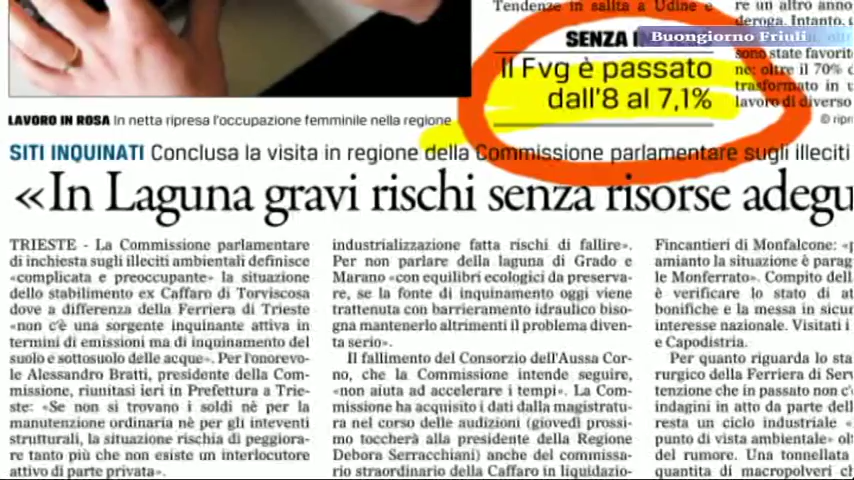 Tendenze in salita a Udine e
SENZA
Il Fvg è passato
dall'8 al 7,1%
re un altro anno
deroga. Intanto,
Buongiorno Friuli
sono state favorit
ne: oltre il 70% d
trasformato in u
lavoro di diverso
© ripr
LAVORO IN ROSA In netta ripresa l'occupazione femminile nella regione
SITI INQUINATI Conclusa la visita in regione della Commissione parlamentare sugli illeciti
«In Laguna gravi rischi senza risorse adegu
TRIESTE - La Commissione parlamentare
di inchiesta sugli illeciti ambientali definisce
«complicata e preoccupante» la situazione
dello stabilimento ex Caffaro di Torviscosa
dove a differenza della Ferriera di Trieste
«non c'è una sorgente inquinante attiva in
termini di emissioni ma di inquinamento del
suolo e sottosuolo delle acque». Per l'onorevo-
le Alessandro Bratti, presidente della Com-
missione, riunitasi ieri in Prefettura a Trie-
ste: «Se non si trovano i soldi nè per la
manutenzione ordinaria nè per gli interventi
strutturali, la situazione rischia di peggiora-
re tanto più che non esiste un interlocutore
attivo di parte privata».
industrializzazione fatta rischi di fallire».
Per non parlare della laguna di Grado e
Marano «con equilibri ecologici da preserva-
re, se la fonte di inquinamento oggi viene
trattenuta con barrieramento idraulico biso-
gna mantenerlo altrimenti il problema diven-
ta serio».
Il fallimento del Consorzio dell'Aussa Cor-
no, che la Commissione intende seguire,
«non aiuta ad accelerare i tempi». La Com-
missione ha acquisito i dati dalla magistratu-
ra nel corso delle audizioni (giovedì prossi-
mo toccherà alla presidente della Regione
Debora Serracchiani) anche del commissa-
rio straordinario della Caffaro in liquidazio-
Fincantieri di Monfalcone: «p
amianto la situazione è parag
le Monferrato». Compito della
è verificare lo stato di at
bonifiche e la messa in sicur
interesse nazionale. Visitati i
e Capodistria.
Per quanto riguarda lo sta
rurgico della Ferriera di Serv
tenzione che in passato non c'e
indagini in atto da parte dell
resta un ciclo industriale «
punto di vista ambientale» olt
del rumore. Una tonnellata
quantità di macropolveri ch